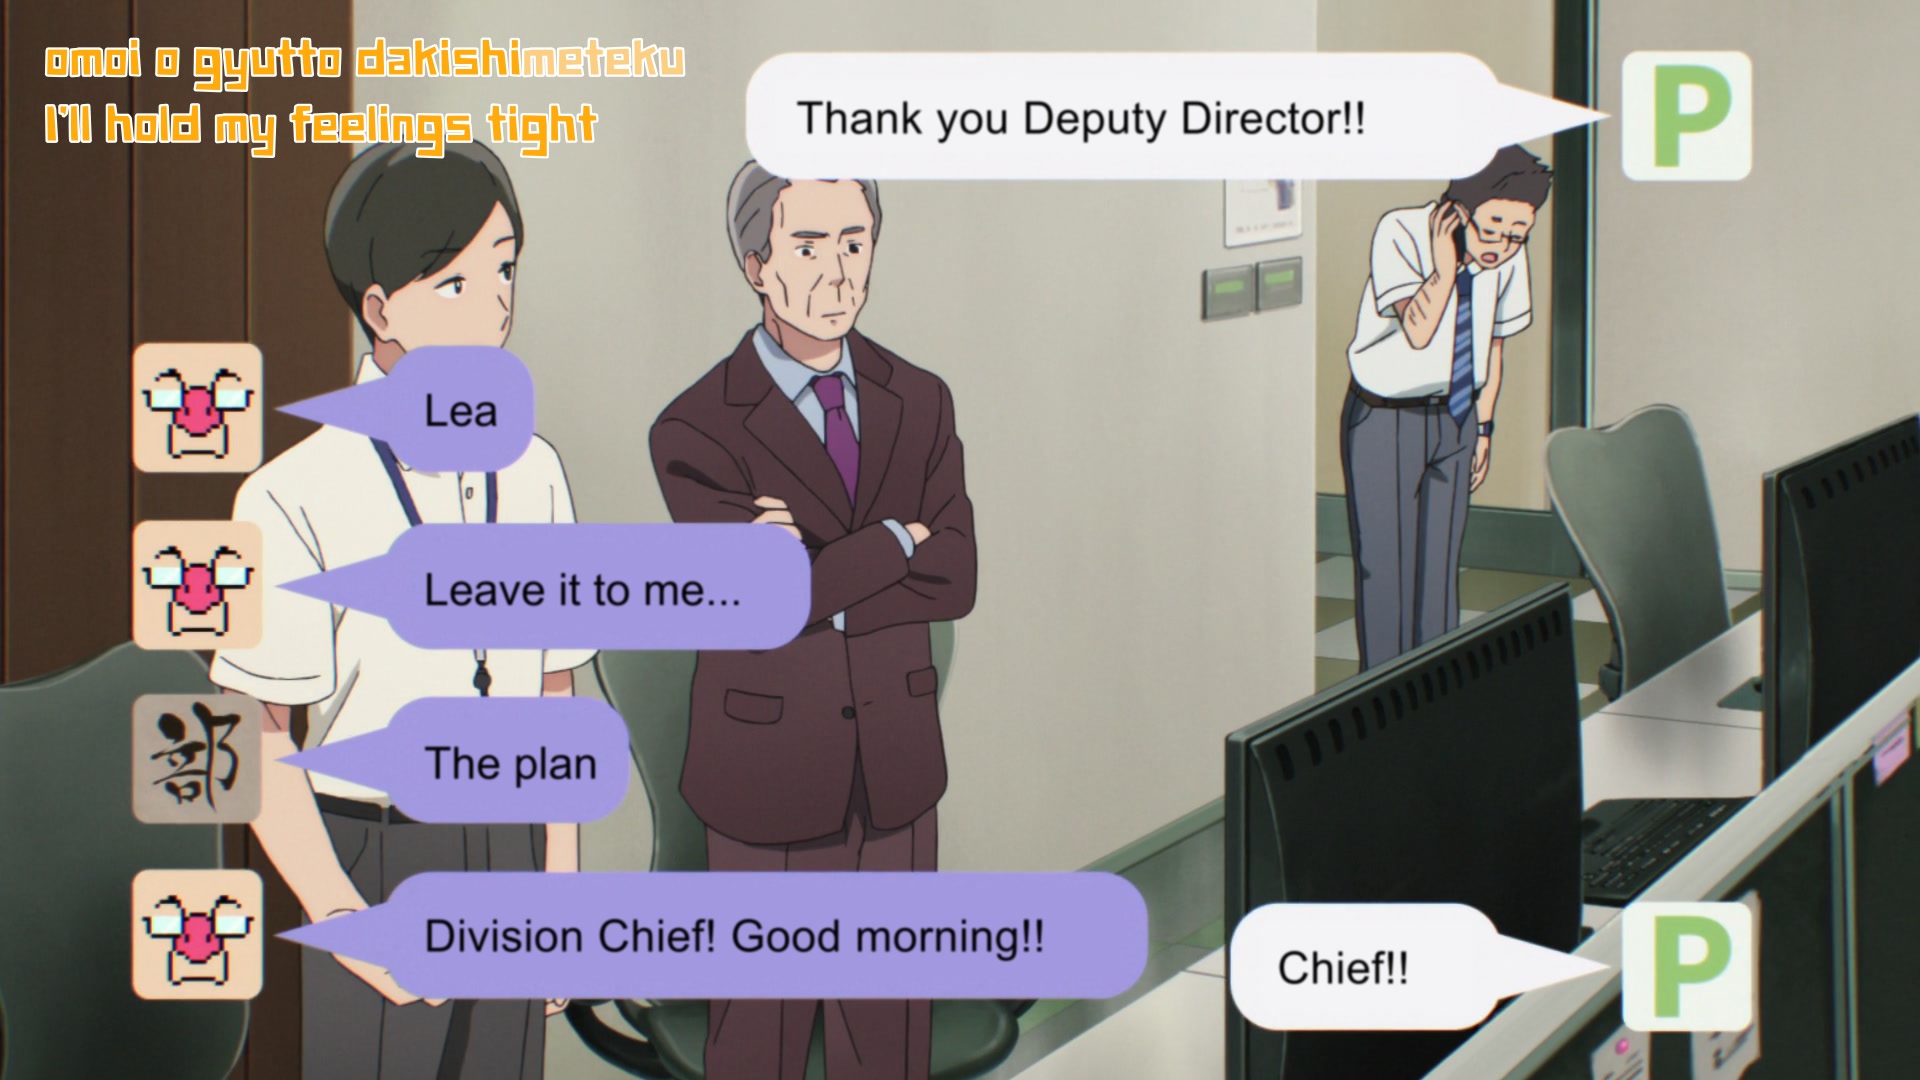 omoi o gyutto dakishimeteku
I'll hold my feelings tight
Thank you Deputy Director!!
P
Lea
Leave it to me...
部
The plan
Division Chief! Good morning!!
Chief!!
P